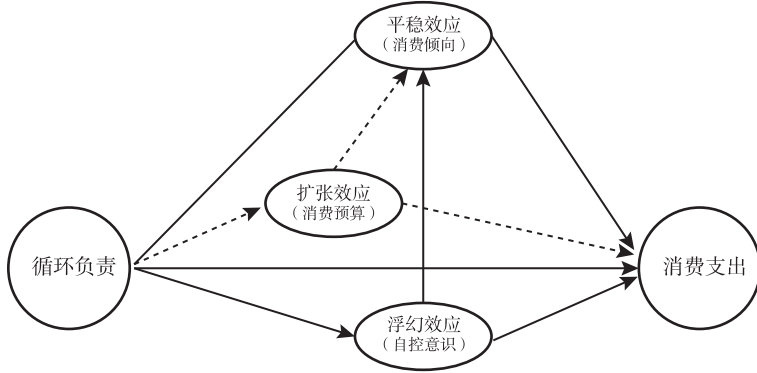 平稳效应
（消费倾向）
扩张效应
（消费预算）
循环负责
消费支出
浮幻效应
（自控意识）